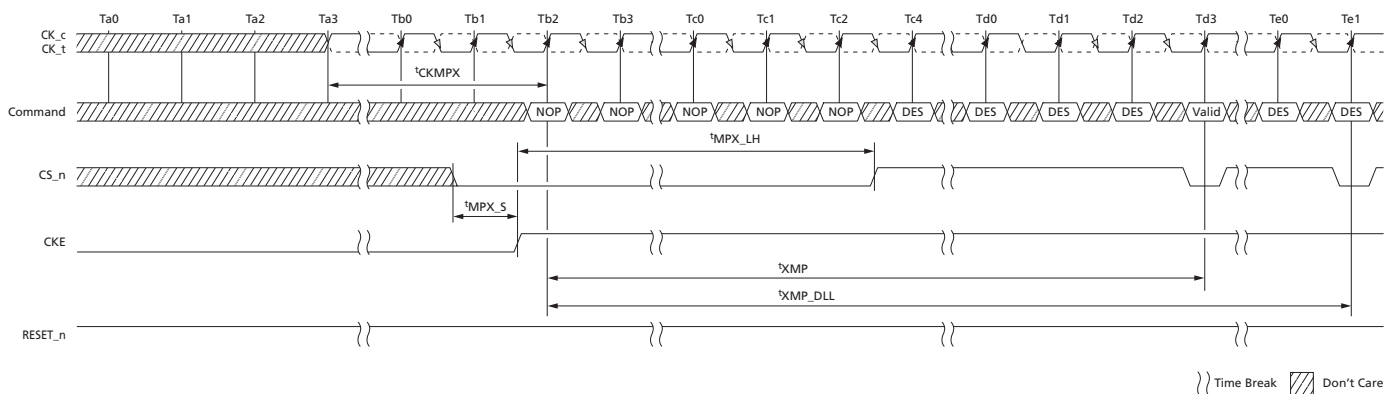 Ta0 Ta1 Ta2 Ta3 Tb0 Tb1 Tb2 Tb3 Tc0 Tc1 Tc2 Tc4 Td0 Td1 Td2 Td3 Te0 Te1
CK_c
CK_t
tCKMPX
Command NOP NOP NOP NOP NOP DES DES DES DES Valid DES DES
tMPX_LH
CS_n
tMPX_S
CKE
tXMP
tXMP_DLL
RESET_n
Time Break Don't Care